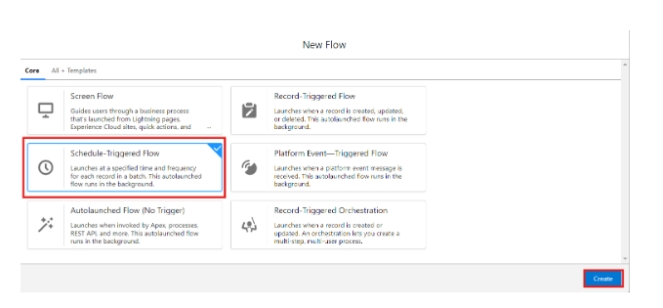 New Flow
Core All + Templates
Screen Flow
Guides users through a business process
that's launched from Lightning pages,
Experience Cloud sites, quick actions, and ...
Record-Triggered Flow
Launches when a record is created, updated,
or deleted. This autolaunched flow runs in the
background.
Schedule-Triggered Flow
Launches at a specified time and frequency
for each record in a batch. This autolaunched
flow runs in the background.
Platform Event—Triggered Flow
Launches when a platform event message is
received. This autolaunched flow runs in the
background.
Autolaunched Flow (No Trigger)
Launches when invoked by Apex, processes,
REST API, and more. This autolaunched flow
runs in the background.
Record-Triggered Orchestration
Launches when a record is created or
updated. An orchestration lets you create a
multi-step, multi-user process.
Create